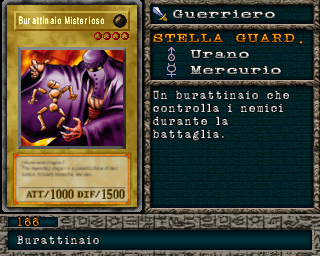 Burattinaio Misterioso
ATT/1000 DIF/1500
Guerriero
STELLA GUARD.
Urano
Mercurio
Un burattinaio che
controlla i nemici
durante la
battaglia.
166
Burattinaio